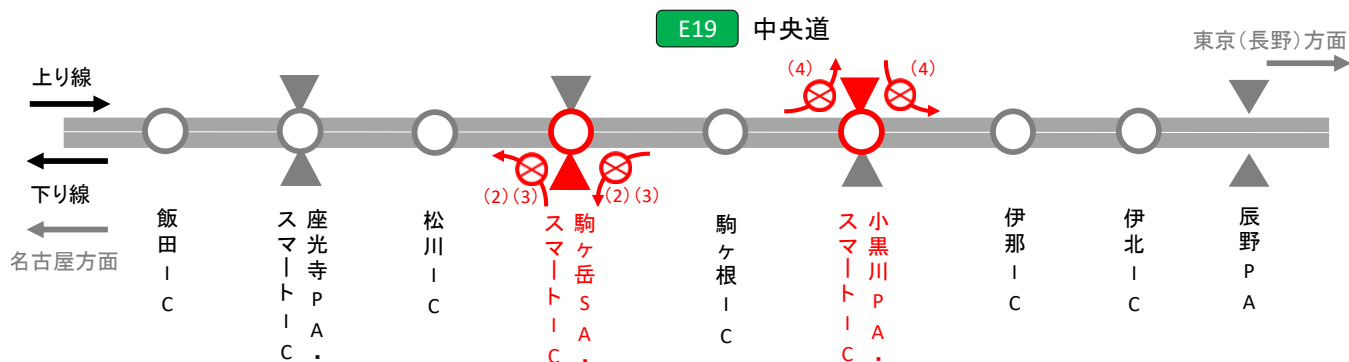 E19 中央道
東京(長野)方面
上り線
(4)
(4)
(2)(3)
(2)(3)
下り線
名古屋方面
飯田IC
座光寺PA・
スマートIC
松川IC
駒ヶ岳SA・
スマートIC
駒ヶ根IC
小黒川PA・
スマートIC
伊那IC
伊北IC
辰野PA